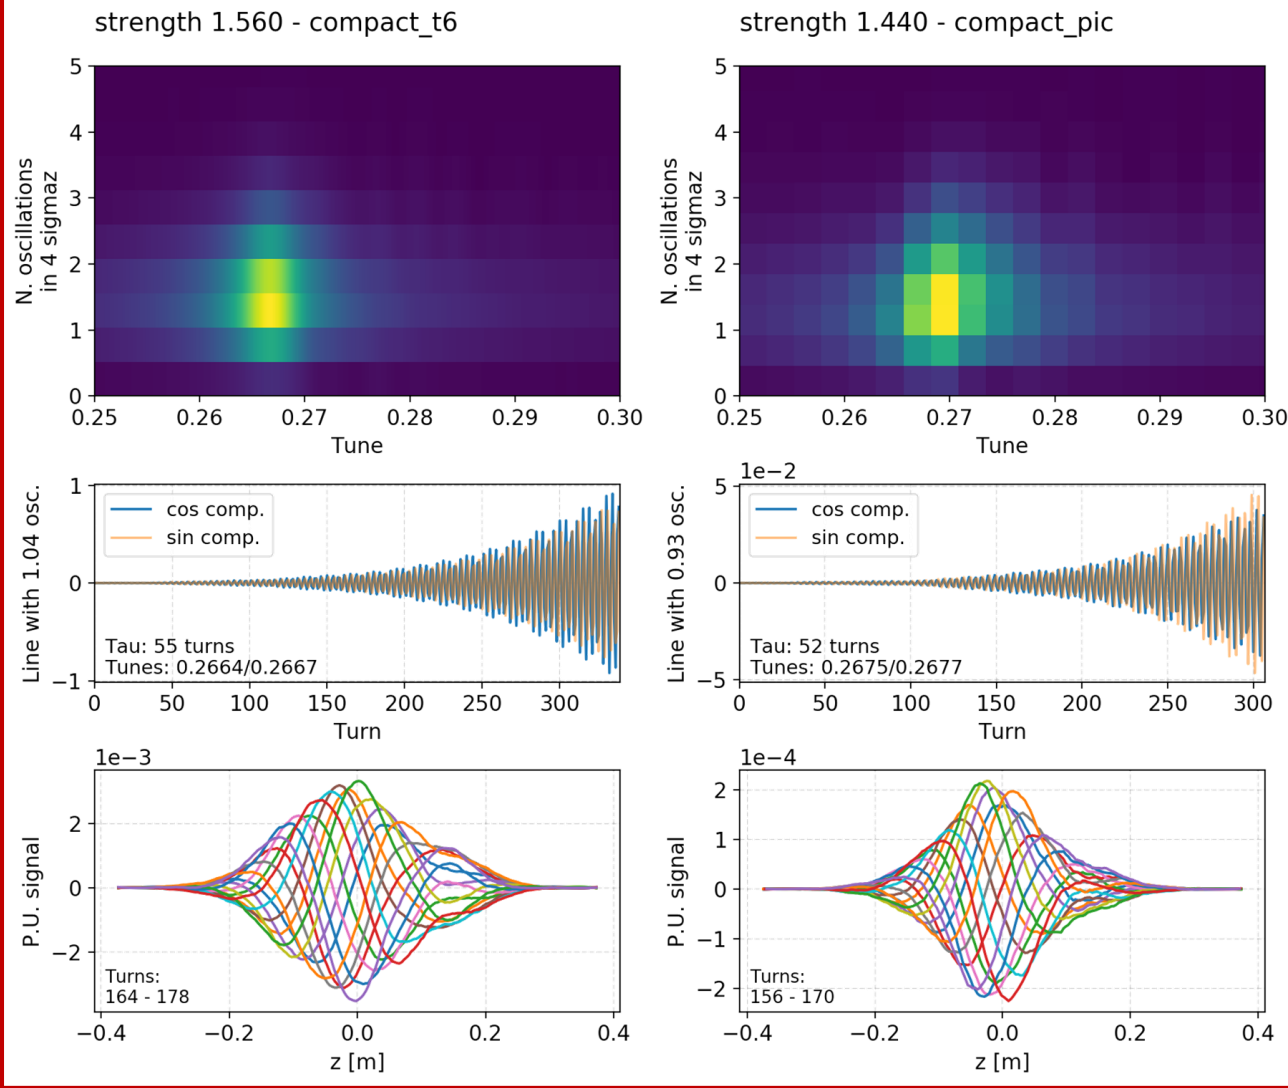 strength 1.560 - compact_t6
5
4
3
2
1
0
N. oscillations
in 4 sigmaz
0.25 0.26 0.27 0.28 0.29 0.30
Tune
1
0
−1
Line with 1.04 osc.
cos comp.
sin comp.
Tau: 55 turns
Tunes: 0.2664/0.2667
0 50 100 150 200 250 300
Turn
1e−3
2
0
−2
P.U. signal
Turns:
164 - 178
−0.4 −0.2 0.0 0.2 0.4
z [m]
strength 1.440 - compact_pic
5
4
3
2
1
0
N. oscillations
in 4 sigmaz
0.25 0.26 0.27 0.28 0.29 0.30
Tune
1e−2
5
0
−5
Line with 0.93 osc.
cos comp.
sin comp.
Tau: 52 turns
Tunes: 0.2675/0.2677
0 50 100 150 200 250 300
Turn
1e−4
2
1
0
−1
−2
P.U. signal
Turns:
156 - 170
−0.4 −0.2 0.0 0.2 0.4
z [m]